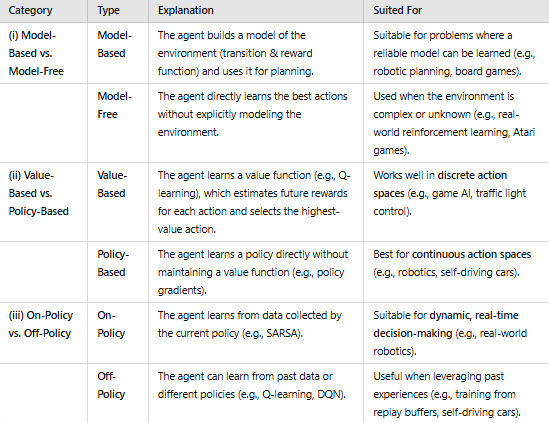 Category Type Explanation Suited For
(i) Model- Model- The agent builds a model of the Suitable for problems where a
Based vs. Based environment (transition & reward reliable model can be learned (e.g.,
Model-Free function) and uses it for planning. robotic planning, board games).
Model- The agent directly learns the best actions Used when the environment is
Free without explicitly modeling the complex or unknown (e.g., real-
environment. world reinforcement learning, Atari
games).
(ii) Value- Value- The agent learns a value function (e.g., Q- Works well in discrete action
Based vs. Based learning), which estimates future rewards spaces (e.g., game AI, traffic light
Policy-Based for each action and selects the highest- control).
value action.
Policy- The agent learns a policy directly without Best for continuous action spaces
Based maintaining a value function (e.g., policy (e.g., robotics, self-driving cars).
gradients).
(iii) On-Policy On- The agent learns from data collected by Suitable for dynamic, real-time
vs. Off-Policy Policy the current policy (e.g., SARSA). decision-making (e.g., real-world
robotics).
Off- The agent can learn from past data or Useful when leveraging past
Policy different policies (e.g., Q-learning, DQN). experiences (e.g., training from
replay buffers, self-driving cars).